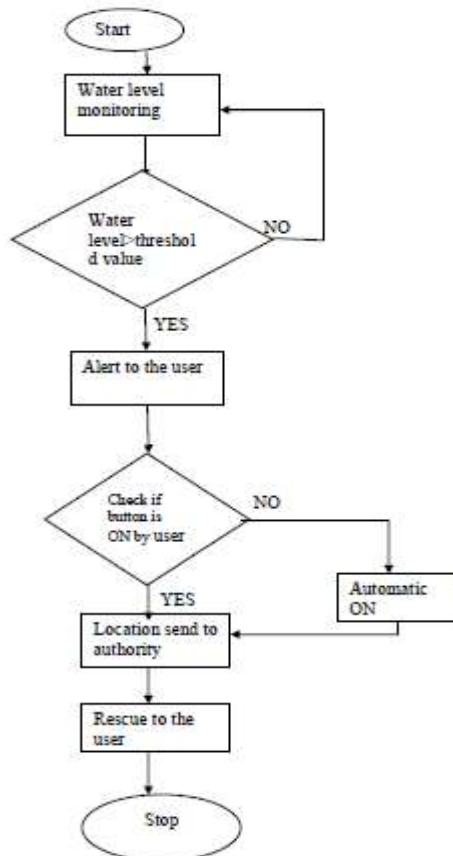 Start
Water level
monitoring
Water
level>threshol
d value
NO
YES
Alert to the user
Check if
button is
ON by user
NO
YES
Automatic
ON
Location send to
authority
Rescue to the
user
Stop